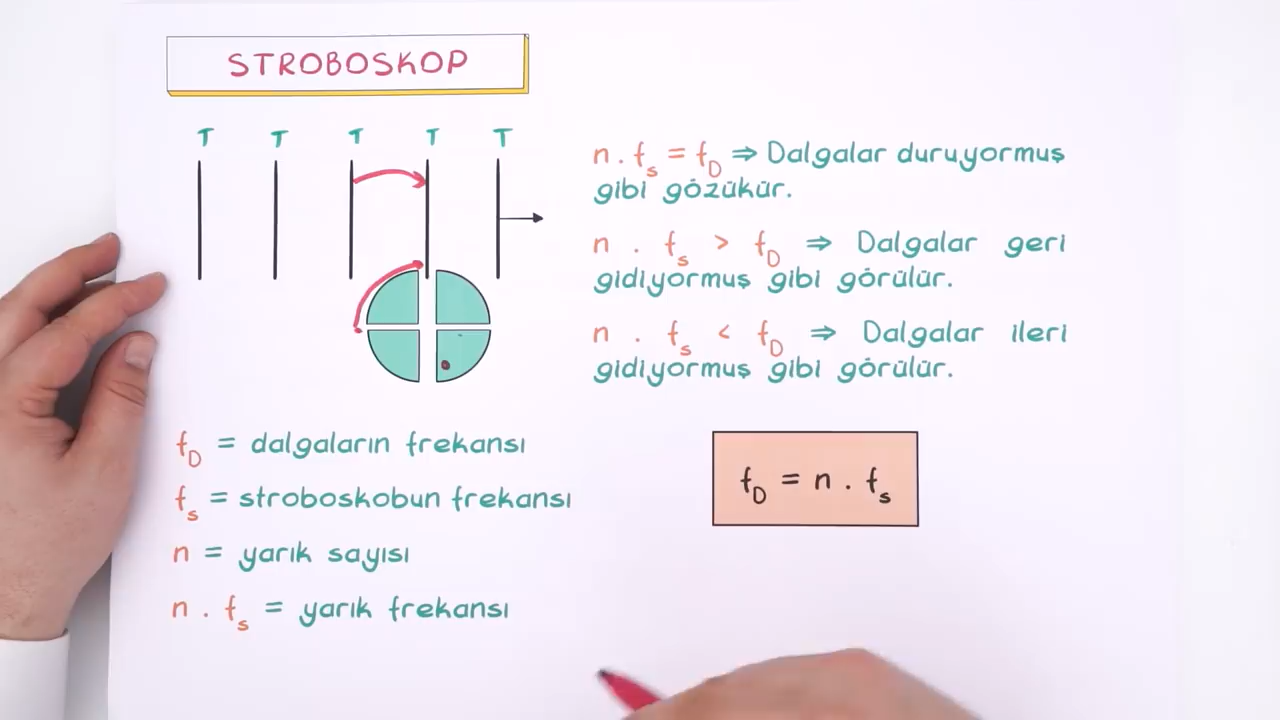 STROBOSKOP
T T T T T
n . fs = fD ⇒ Dalgalar duruyormuş
gibi gözükür.
n . fs > fD ⇒ Dalgalar geri
gidiyormuş gibi görülür.
n . fs < fD ⇒ Dalgalar ileri
gidiyormuş gibi görülür.
fD = dalgaların frekansı
fs = stroboskobun frekansı
n = yarık sayısı
n . fs = yarık frekansı
fD = n . fs